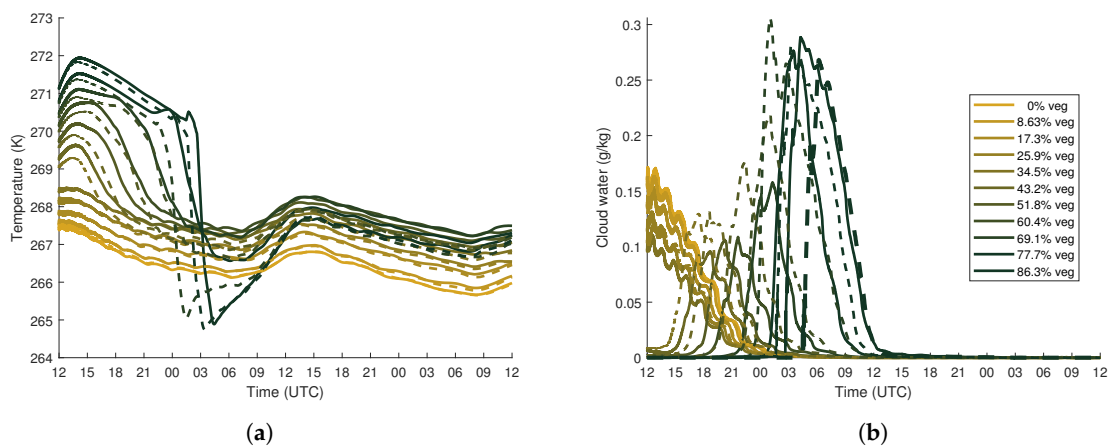 273
272
271
270
269
268
267
266
265
264
Temperature (K)
12 15 18 21 00 03 06 09 12 15 18 21 00 03 06 09 12
Time (UTC)
(a)
0.3
0.25
0.2
0.15
0.1
0.05
0
Cloud water (g/kg)
12 15 18 21 00 03 06 09 12 15 18 21 00 03 06 09 12
Time (UTC)
0% veg
8.63% veg
17.3% veg
25.9% veg
34.5% veg
43.2% veg
51.8% veg
60.4% veg
69.1% veg
77.7% veg
86.3% veg
(b)